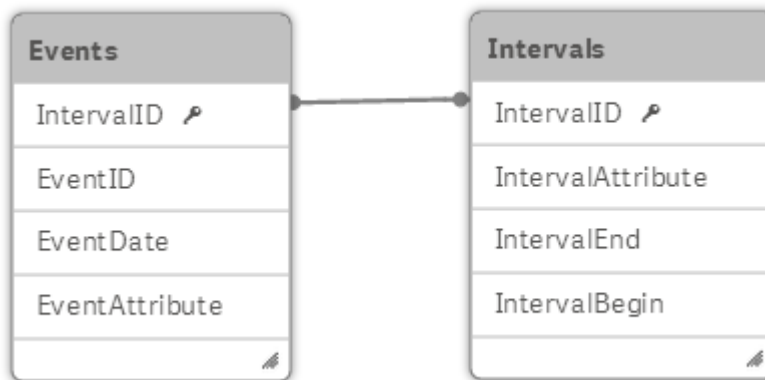 Events
IntervalID
EventID
EventDate
EventAttribute
Intervals
IntervalID
IntervalAttribute
IntervalEnd
IntervalBegin